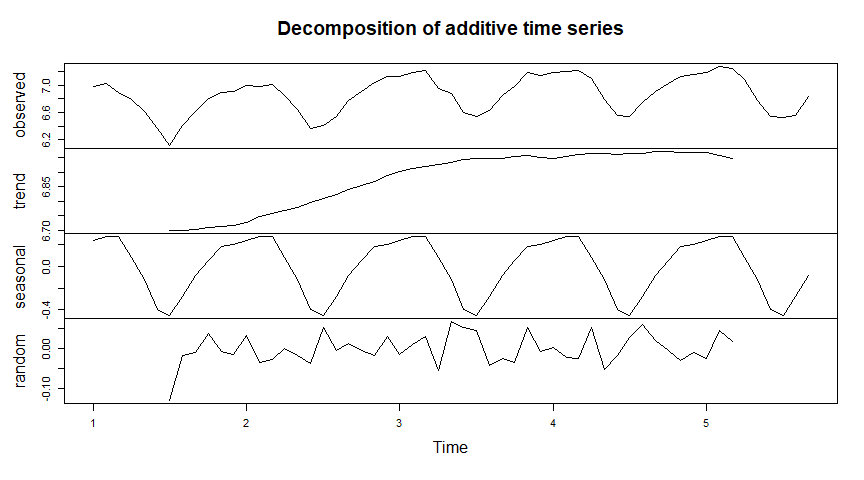 Decomposition of additive time series
observed
6.2 6.6 7.0
trend
6.70 6.85
seasonal
-0.4 0.0
random
-0.10 0.00
1 2 3 4 5
Time